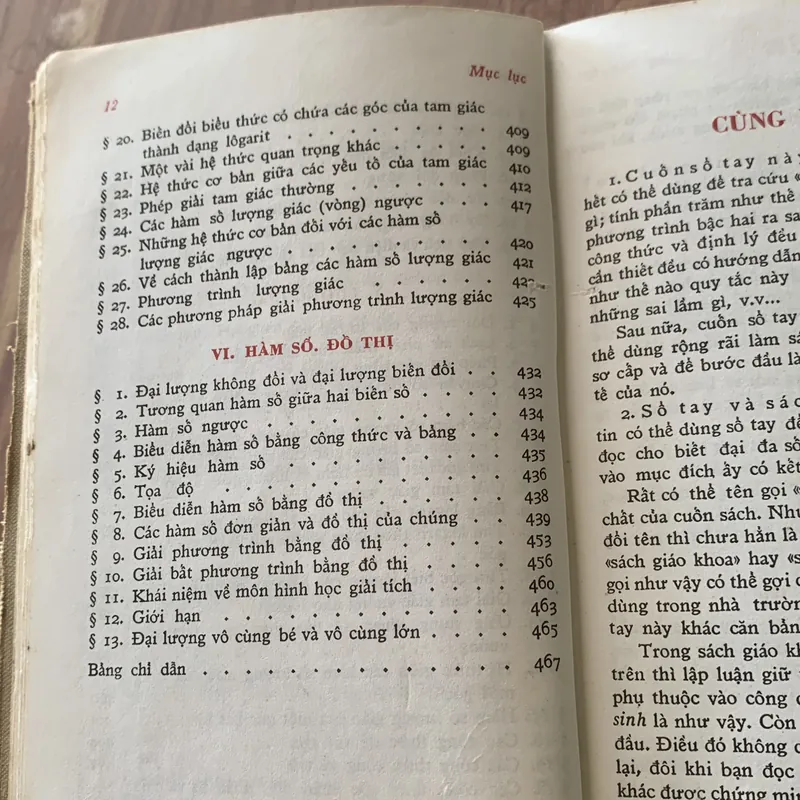 12
Mục lục
§ 20. Biến đổi biểu thức có chứa các góc của tam giác
thành dạng lôgarit . . . . . . . . . . 409
§ 21. Một vài hệ thức quan trọng khác . . . . . 409
§ 22. Hệ thức cơ bản giữa các yếu tố của tam giác 410
§ 23. Phép giải tam giác thường . . . . . . . 412
§ 24. Các hàm số lượng giác (vòng) ngược . . . 417
§ 25. Những hệ thức cơ bản đối với các hàm số
lượng giác ngược . . . . . . . . . . 420
§ 26. Về cách thành lập bảng các hàm số lượng giác 421
§ 27. Phương trình lượng giác . . . . . . .
§ 28. Các phương pháp giải phương trình lượng giác 425
VI. HÀM SỐ. ĐỒ THỊ
§ 1. Đại lượng không đổi và đại lượng biến đổi . . 432
§ 2. Tương quan hàm số giữa hai biến số . . . . 432
§ 3. Hàm số ngược . . . . . . . . . . . 434
§ 4. Biểu diễn hàm số bằng công thức và bảng . . 434
§ 5. Ký hiệu hàm số . . . . . . . . . . 435
§ 6. Tọa độ . . . . . . . . . . . . . 436
§ 7. Biểu diễn hàm số bằng đồ thị . . . . . . 438
§ 8. Các hàm số đơn giản và đồ thị của chúng . . 439
§ 9. Giải phương trình bằng đồ thị . . . . . . 453
§ 10. Giải bất phương trình bằng đồ thị . . . . . 456
§ 11. Khái niệm về môn hình học giải tích . . . . 460
§ 12. Giới hạn . . . . . . . . . . . . . 463
§ 13. Đại lượng vô cùng bé và vô cùng lớn . . . . 465
Bảng chỉ dẫn . . . . . . . . . . . . . 467
CÙNG
1. Cuốn sổ tay này
hết có thể dùng để tra cứu «
gì; tính phần trăm như thế
phương trình bậc hai ra sa
công thức và định lý đều
cần thiết đều có hướng dẫn
như thế nào quy tắc này
những sai lầm gì, v.v...
Sau nữa, cuốn sổ tay
thể dùng rộng rãi làm sá
sơ cấp và để bước đầu là
tế của nó.
2. Sổ tay và sác
tin có thể dùng sổ tay để
đọc cho biết đại đa số
vào mục đích ấy có kết
Rất có thể tên gọi «
chất của cuốn sách. Như
đổi tên thì chưa hẳn là
«sách giáo khoa» hay «s
gọi như vậy có thể gợi c
dùng trong nhà trườn
tay này khác căn bản
Trong sách giáo kh
trên thì lập luận giữ
phụ thuộc vào công c
sinh là như vậy. Còn
đầu. Điều đó không c
lại, đôi khi bạn đọc
khác được chứng min